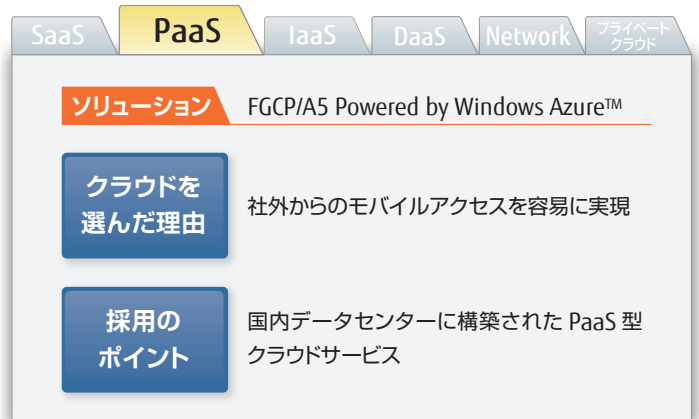 SaaS PaaS IaaS DaaS Network プライベート
クラウド
ソリューション FGCP/A5 Powered by Windows Azure™
クラウドを
選んだ理由
社外からのモバイルアクセスを容易に実現
採用の
ポイント
国内データセンターに構築された PaaS 型
クラウドサービス